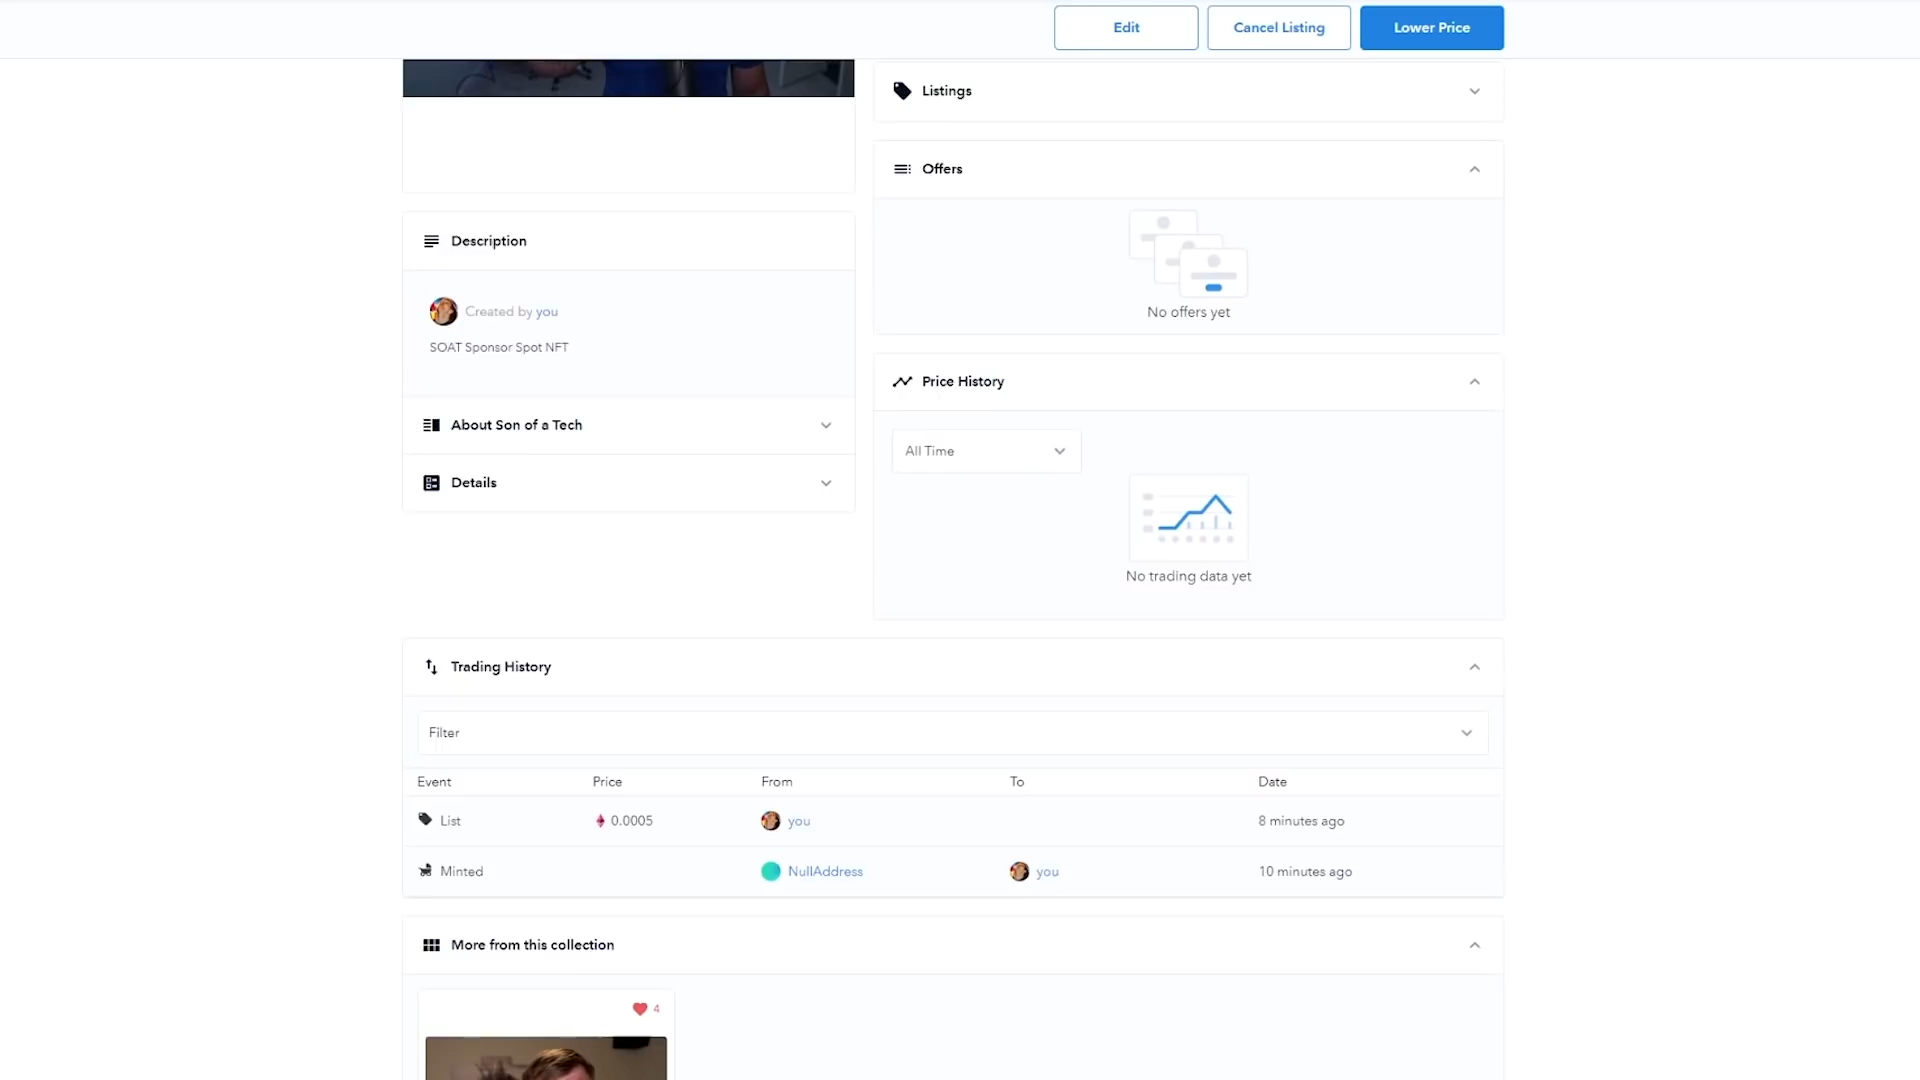 Edit
Cancel Listing
Lower Price
Listings
Offers
No offers yet
Description
Created by you
SOAT Sponsor Spot NFT
About Son of a Tech
Details
Price History
All Time
No trading data yet
Trading History
Filter
Event Price From To Date
List 0.0005 you 8 minutes ago
Minted NullAddress you 10 minutes ago
More from this collection
4